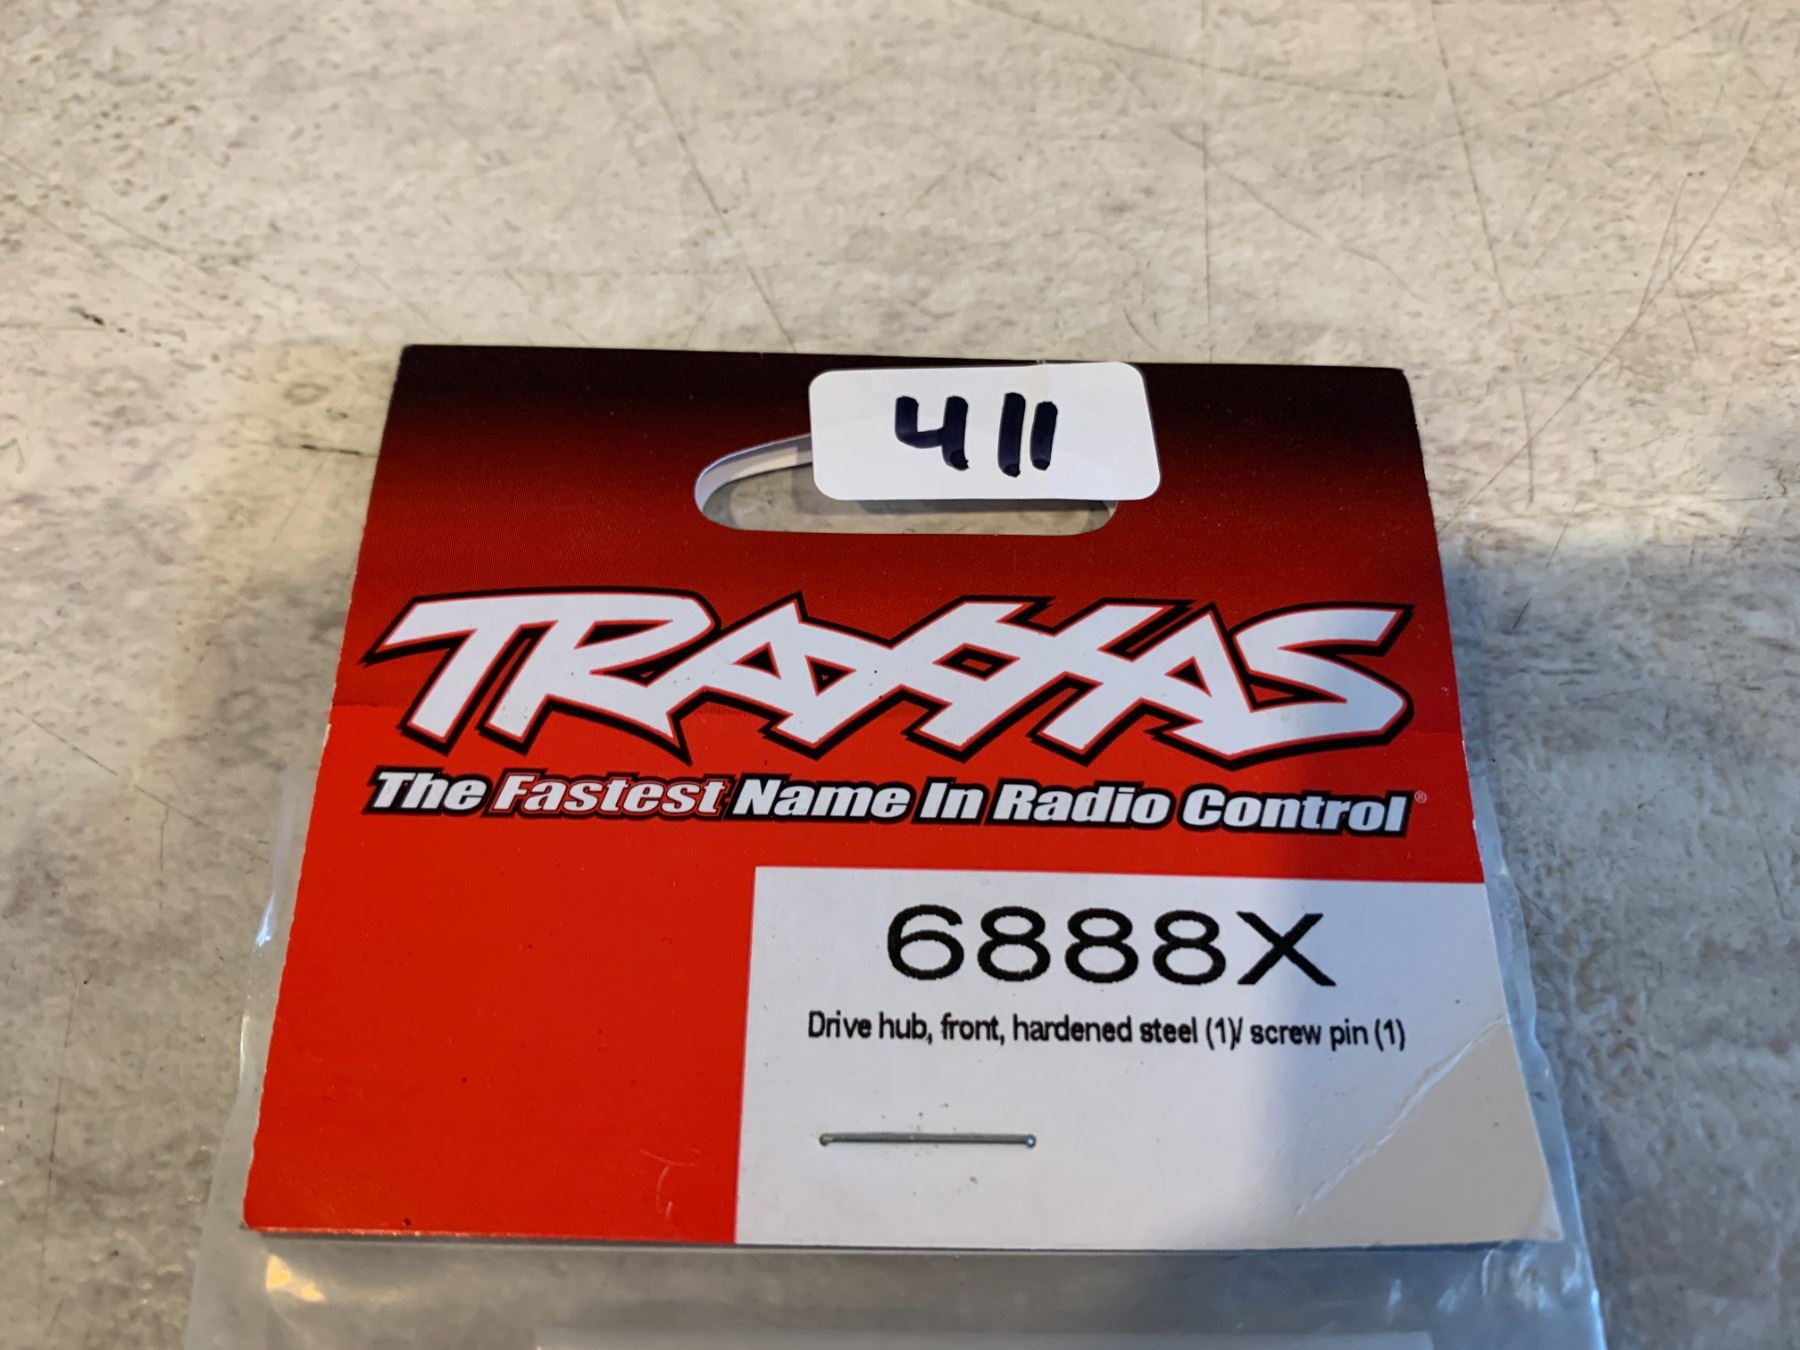 411
TRAXXAS
The Fastest Name In Radio Control®
6888X
Drive hub, front, hardened steel (1)/ screw pin (1)